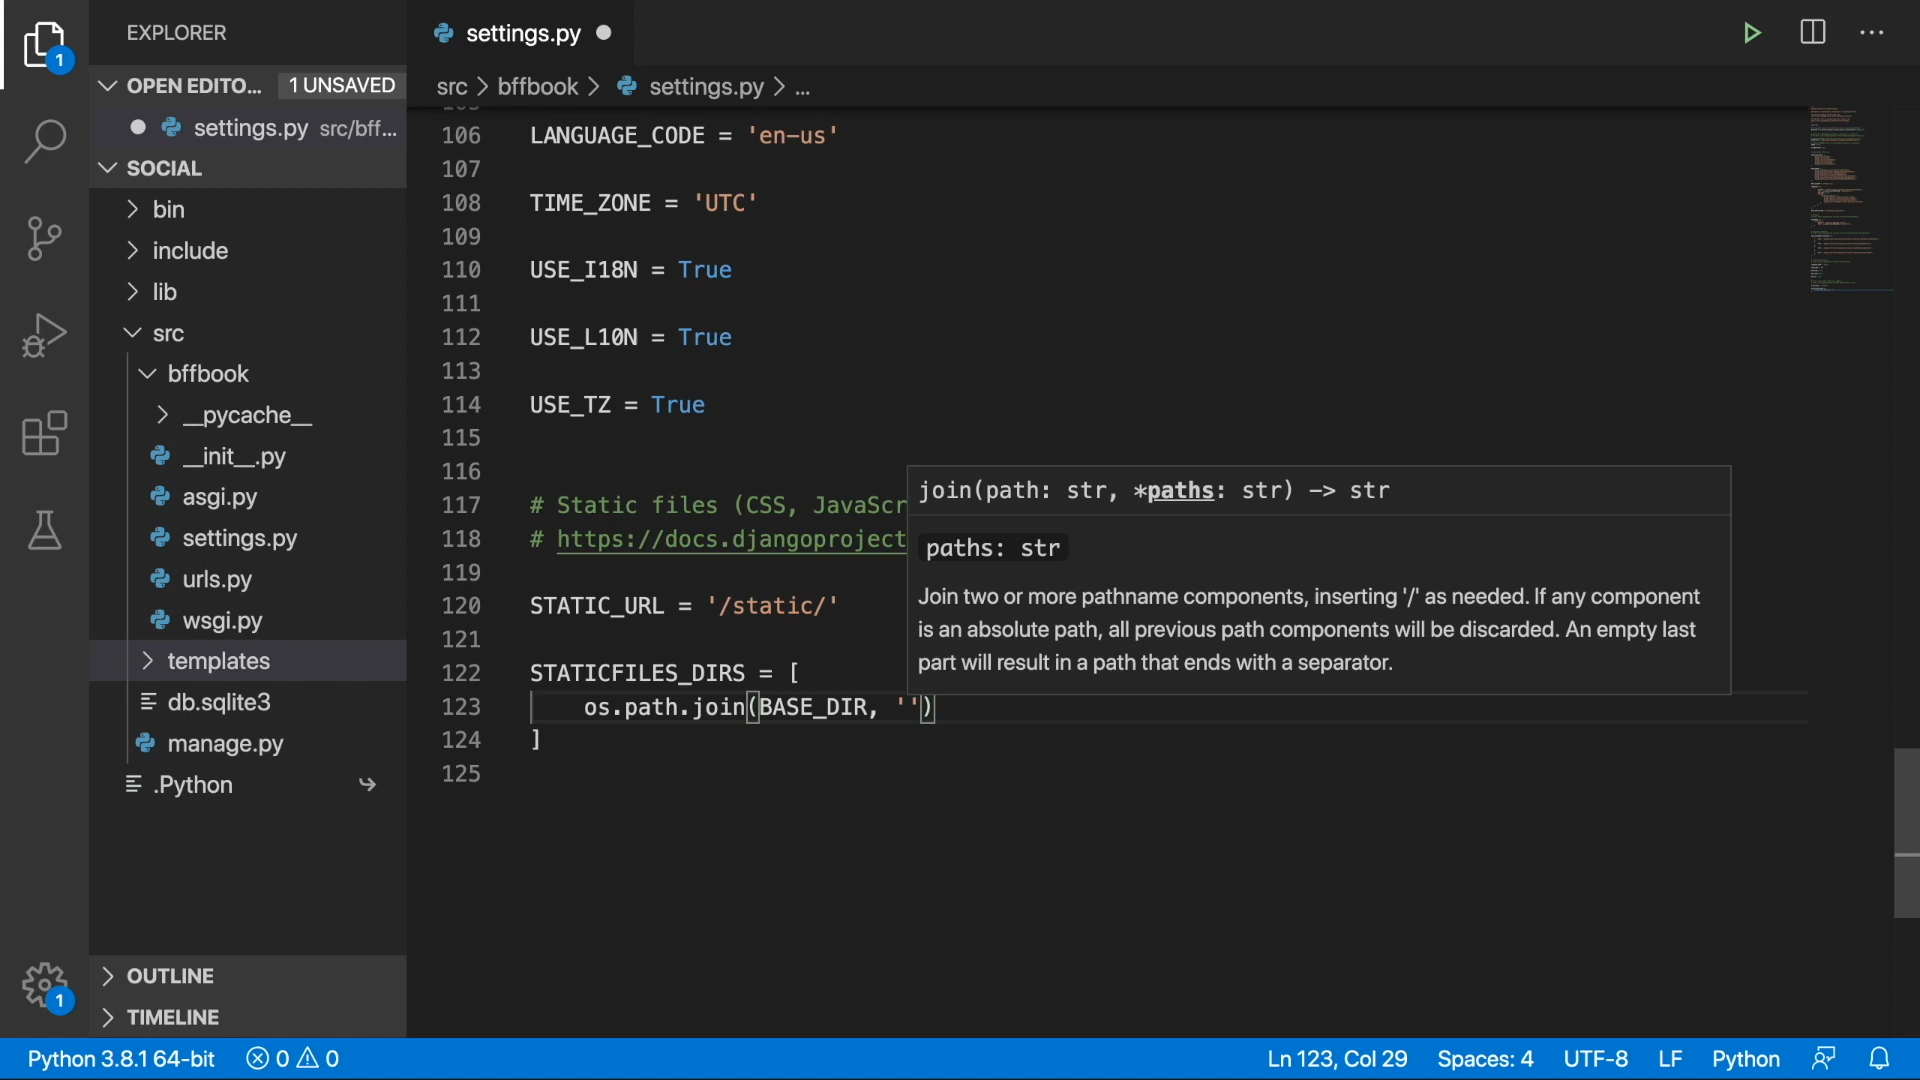 EXPLORER
settings.py
OPEN EDITO... 1 UNSAVED
settings.py src/bff...
SOCIAL
bin
include
lib
src
bffbook
__pycache__
__init__.py
asgi.py
settings.py
urls.py
wsgi.py
templates
db.sqlite3
manage.py
.Python
OUTLINE
TIMELINE
src > bffbook > settings.py > ...
106 LANGUAGE_CODE = 'en-us'
107
108 TIME_ZONE = 'UTC'
109
110 USE_I18N = True
111
112 USE_L10N = True
113
114 USE_TZ = True
115
116
117 # Static files (CSS, JavaScr
118 # https://docs.djangoproject
119
120 STATIC_URL = '/static/'
121
122 STATICFILES_DIRS = [
123 os.path.join(BASE_DIR, '')
124 ]
125
join(path: str, *paths: str) -> str
paths: str
Join two or more pathname components, inserting '/' as needed. If any component
is an absolute path, all previous path components will be discarded. An empty last
part will result in a path that ends with a separator.
1
1
Python 3.8.1 64-bit 0 0 Ln 123, Col 29 Spaces: 4 UTF-8 LF Python